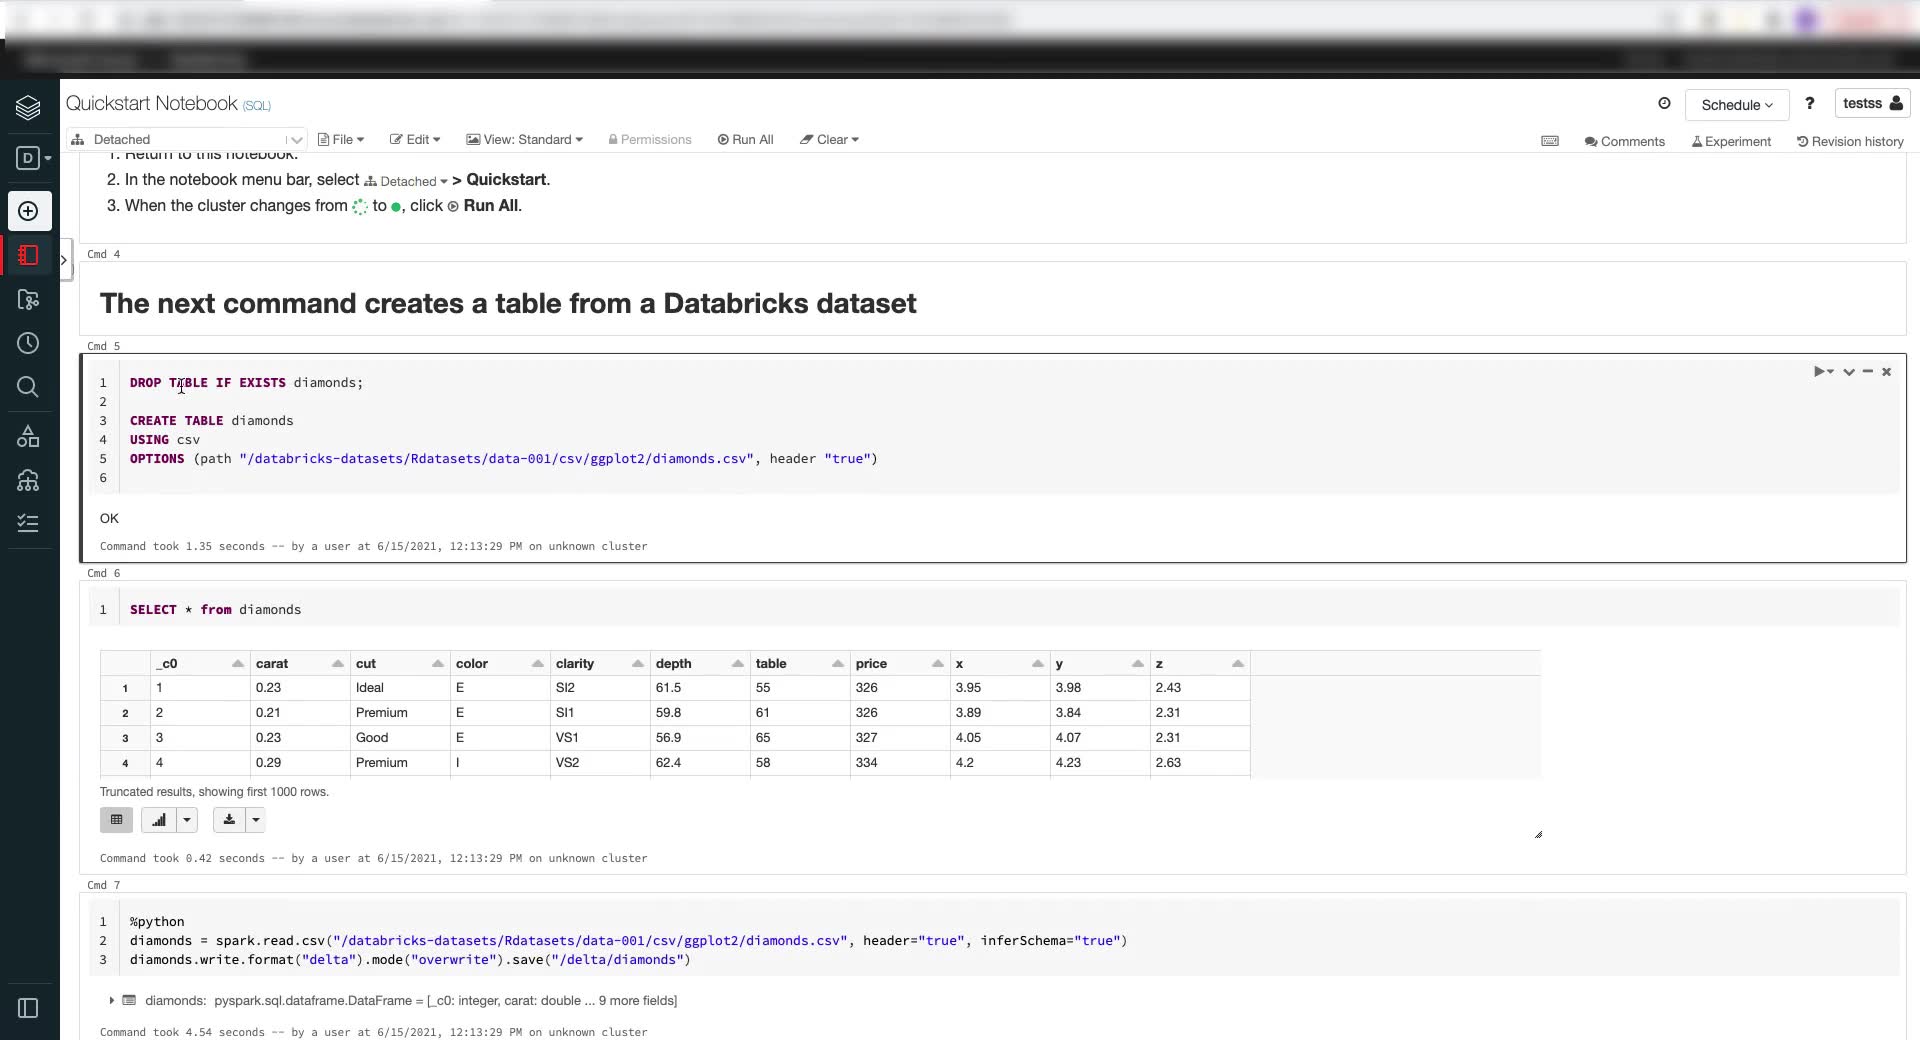 Quickstart Notebook (SQL)
Schedule
?
testss
D
Detached
File
Edit
View: Standard
Permissions
Run All
Clear
Comments
Experiment
Revision history
1. Return to this notebook.
2. In the notebook menu bar, select Detached > Quickstart.
3. When the cluster changes from to , click Run All.
Cmd 4
The next command creates a table from a Databricks dataset
Cmd 5
1 DROP TABLE IF EXISTS diamonds;
2
3 CREATE TABLE diamonds
4 USING csv
5 OPTIONS (path "/databricks-datasets/Rdatasets/data-001/csv/ggplot2/diamonds.csv", header "true")
6
OK
Command took 1.35 seconds -- by a user at 6/15/2021, 12:13:29 PM on unknown cluster
Cmd 6
1 SELECT * from diamonds
_c0 carat cut color clarity depth table price x y z
1 1 0.23 Ideal E SI2 61.5 55 326 3.95 3.98 2.43
2 2 0.21 Premium E SI1 59.8 61 326 3.89 3.84 2.31
3 3 0.23 Good E VS1 56.9 65 327 4.05 4.07 2.31
4 4 0.29 Premium I VS2 62.4 58 334 4.2 4.23 2.63
Truncated results, showing first 1000 rows.
Command took 0.42 seconds -- by a user at 6/15/2021, 12:13:29 PM on unknown cluster
Cmd 7
1 %python
2 diamonds = spark.read.csv("/databricks-datasets/Rdatasets/data-001/csv/ggplot2/diamonds.csv", header="true", inferSchema="true")
3 diamonds.write.format("delta").mode("overwrite").save("/delta/diamonds")
diamonds: pyspark.sql.dataframe.DataFrame = [_c0: integer, carat: double ... 9 more fields]
Command took 4.54 seconds -- by a user at 6/15/2021, 12:13:29 PM on unknown cluster